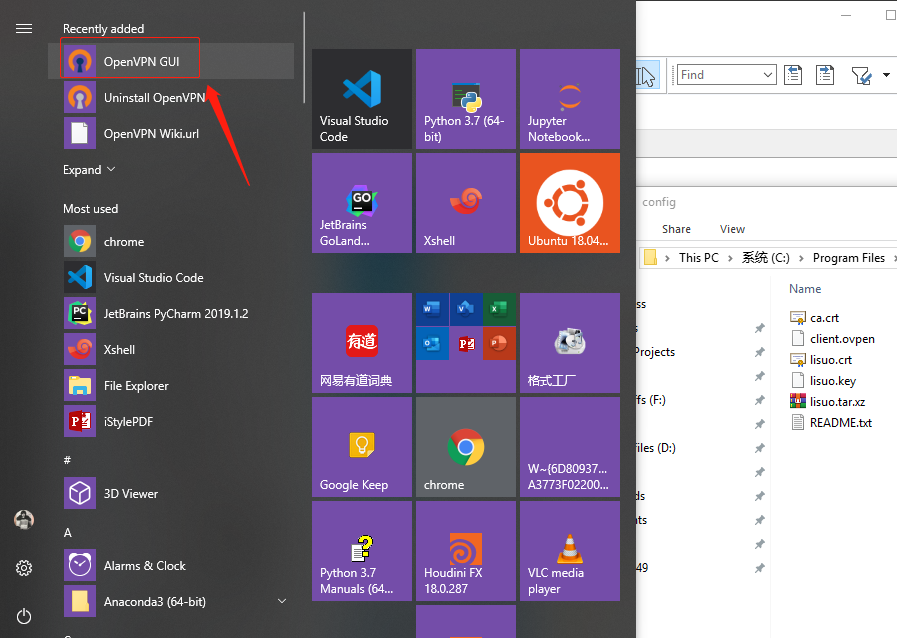 Recently added
OpenVPN GUI
Uninstall OpenVPN
OpenVPN Wiki.url
Expand
Most used
chrome
Visual Studio Code
JetBrains PyCharm 2019.1.2
Xshell
File Explorer
iStylePDF
#
3D Viewer
A
Alarms & Clock
Anaconda3 (64-bit)
Visual Studio
Code
Python 3.7 (64-
bit)
Jupyter
Notebook...
JetBrains
GoLand...
Xshell
Ubuntu 18.04...
有道
网易有道词典
格式工厂
Google Keep
chrome
W~{6D80937...
A3773F02200...
Python 3.7
Manuals (64...
Houdini FX
18.0.287
VLC media
player
Find
config
Share View
This PC > 系统 (C:) > Program Files
Name
ca.crt
client.ovpen
lisuo.crt
lisuo.key
lisuo.tar.xz
README.txt
ss
s
Projects
ffs (F:)
iles (D:)
ds
nts
49